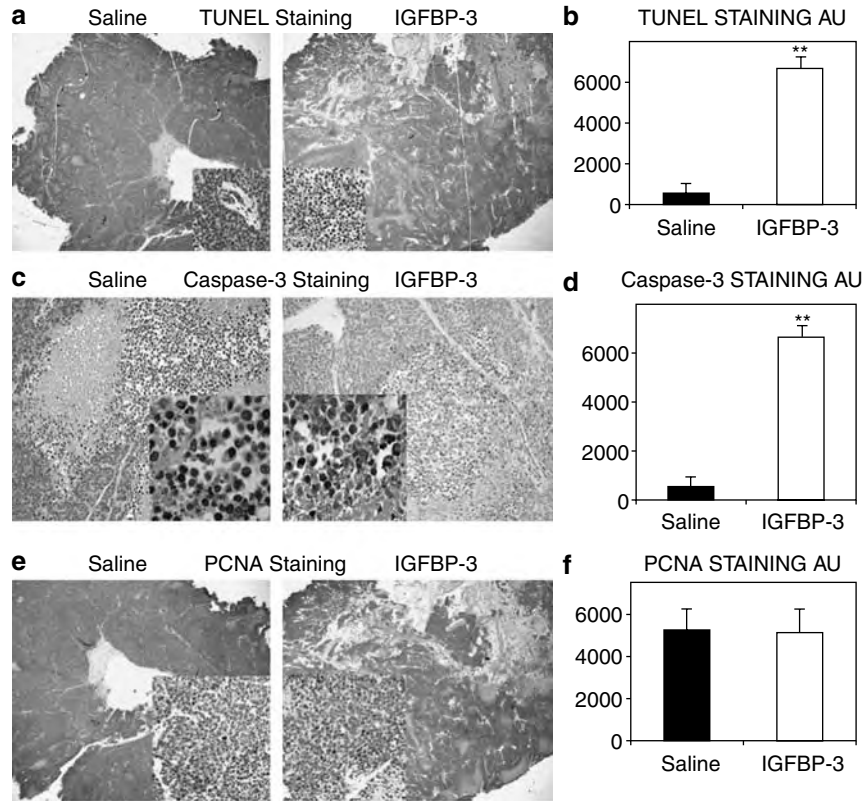 a Saline TUNEL Staining IGFBP-3
b TUNEL STAINING AU
**
6000
4000
2000
0
Saline IGFBP-3
c Saline Caspase-3 Staining IGFBP-3
d Caspase-3 STAINING AU
**
6000
4000
2000
0
Saline IGFBP-3
e Saline PCNA Staining IGFBP-3
f PCNA STAINING AU
6000
4000
2000
0
Saline IGFBP-3